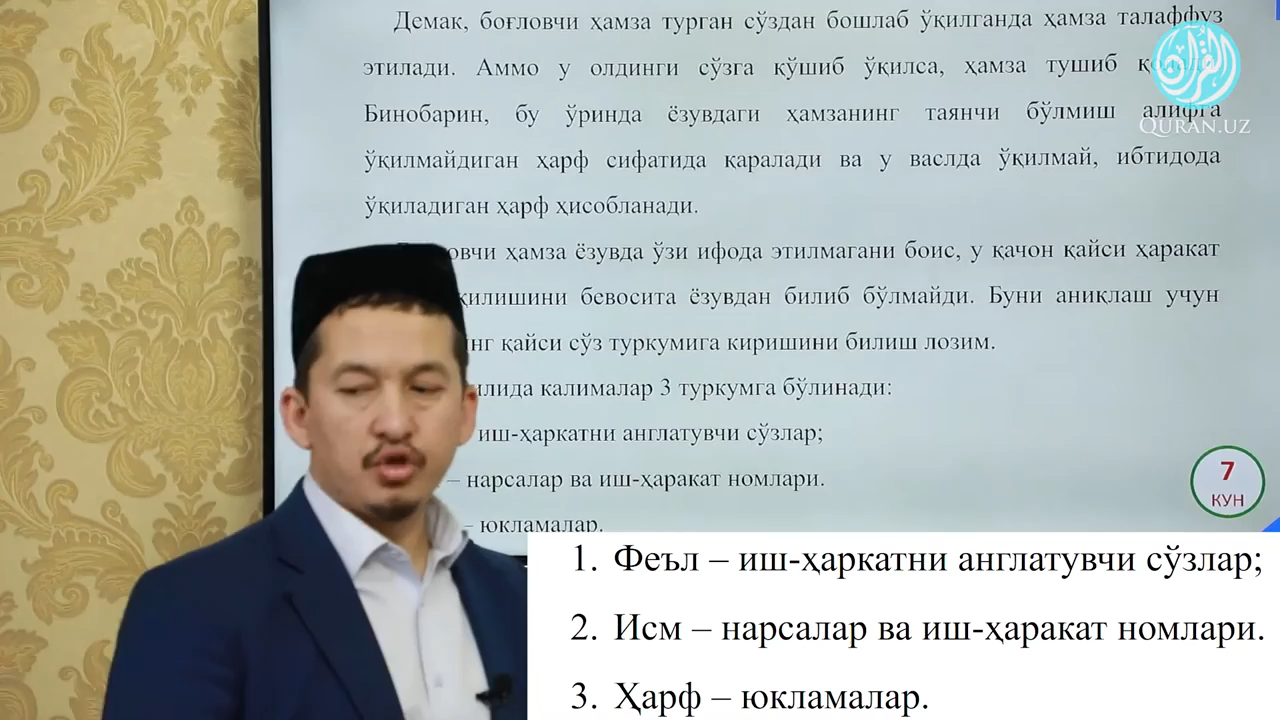 Демак, боғловчи ҳамза турган сўздан бошлаб ўқилганда ҳамза талаффуз
этилади. Аммо у олдинги сўзга қўшиб ўқилса, ҳамза тушиб
Бинобарин, бу ўринда ёзувдаги ҳамзанинг таянчи бўлмиш алифга
ўқилмайдиган ҳарф сифатида қаралади ва у васлда ўқилмай, ибтидода
ўқиладиган ҳарф ҳисобланади.
ҳамза ёзувда ўзи ифода этилмагани боис, у қачон қайси ҳаракат
бевосита ёзувдан билиб бўлмайди. Буни аниқлаш учун
қайси сўз туркумига киришини билиш лозим.
калималар 3 туркумга бўлинади:
иш-ҳаркатни англатувчи сўзлар;
– нарсалар ва иш-ҳаракат номлари.
– юкламалар.
القرآن
QURAN.UZ
7
КУН
1. Феъл – иш-ҳаркатни англатувчи сўзлар;
2. Исм – нарсалар ва иш-ҳаракат номлари.
3. Ҳарф – юкламалар.